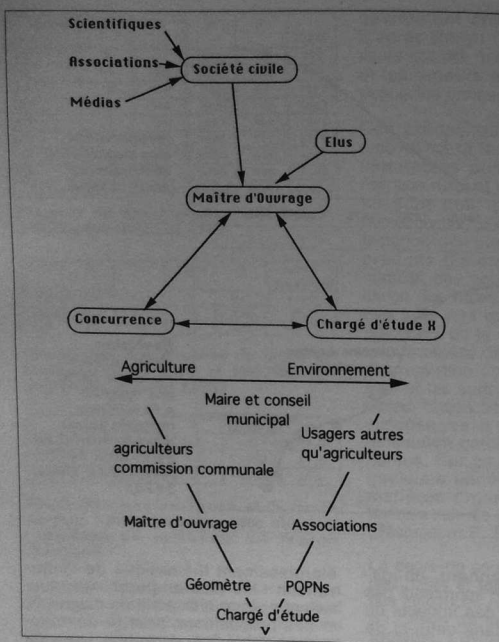 Scientifiques
Associations
Société civile
Médias
Elus
Maître d'Ouvrage
Concurrence
Chargé d'étude X
Agriculture
Environnement
Maire et conseil
municipal
agriculteurs
commission communale
Usagers autres
qu'agriculteurs
Maître d'ouvrage
Associations
Géomètre
PQPNs
Chargé d'étude